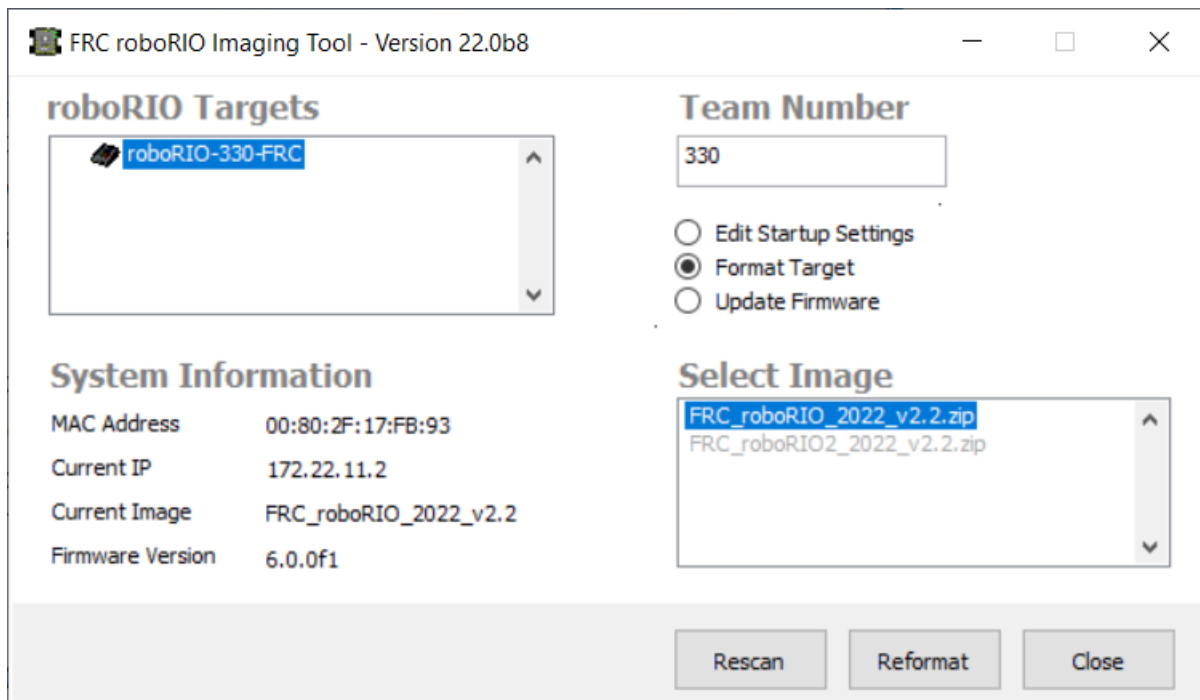 FRC roboRIO Imaging Tool - Version 22.0b8
roboRIO Targets
roboRIO-330-FRC
Team Number
330
Edit Startup Settings
Format Target
Update Firmware
System Information
MAC Address 00:80:2F:17:FB:93
Current IP 172.22.11.2
Current Image FRC_roboRIO_2022_v2.2
Firmware Version 6.0.0f1
Select Image
FRC_roboRIO_2022_v2.2.zip
FRC_roboRIO2_2022_v2.2.zip
Rescan Reformat Close